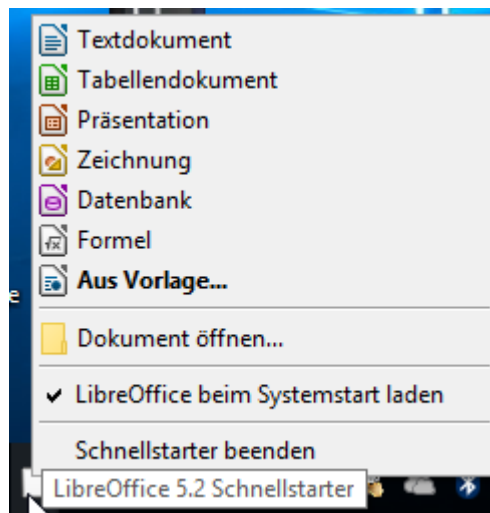 Textdokument
Tabellendokument
Präsentation
Zeichnung
Datenbank
Formel
Aus Vorlage...
e
Dokument öffnen...
LibreOffice beim Systemstart laden
Schnellstarter beenden
LibreOffice 5.2 Schnellstarter